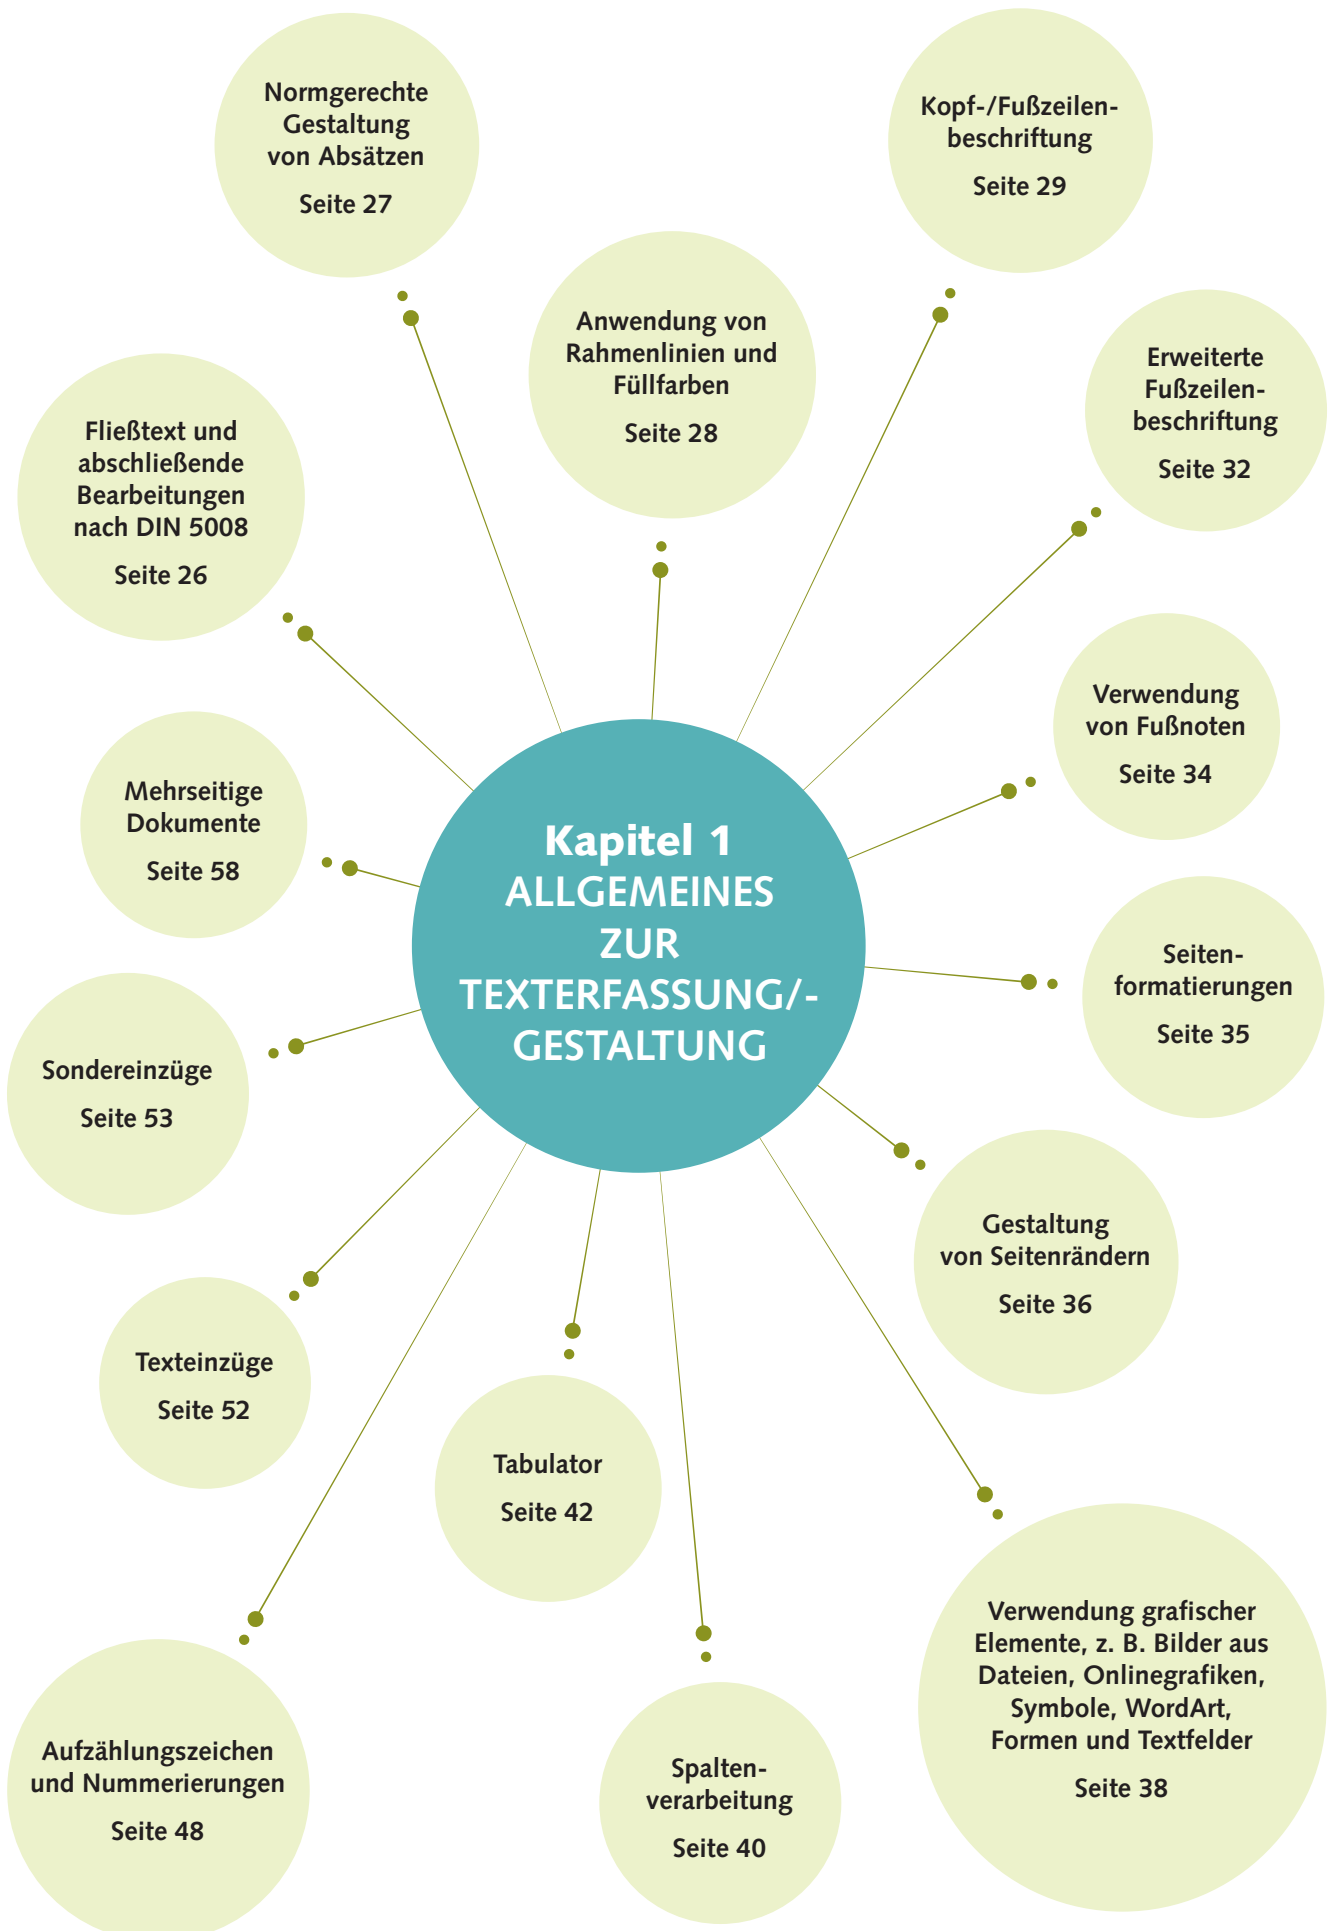 Normgerechte
Gestaltung
von Absätzen
Seite 27
Kopf-/Fußzeilen-
beschriftung
Seite 29
Anwendung von
Rahmenlinien und
Füllfarben
Seite 28
Erweiterte
Fußzeilen-
beschriftung
Seite 32
Fließtext und
abschließende
Bearbeitungen
nach DIN 5008
Seite 26
Verwendung
von Fußnoten
Seite 34
Mehrseitige
Dokumente
Seite 58
Kapitel 1
ALLGEMEINES
ZUR
TEXTERFASSUNG/-
GESTALTUNG
Seiten-
formatierungen
Seite 35
Sondereinzüge
Seite 53
Gestaltung
von Seitenrändern
Seite 36
Texteinzüge
Seite 52
Tabulator
Seite 42
Verwendung grafischer
Elemente, z. B. Bilder aus
Dateien, Onlinegrafiken,
Symbole, WordArt,
Formen und Textfelder
Seite 38
Aufzählungszeichen
und Nummerierungen
Seite 48
Spalten-
verarbeitung
Seite 40